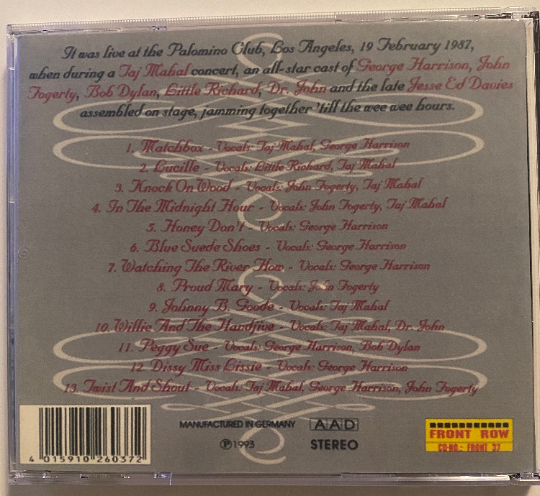 It was live at the Palomino Club, Los Angeles, 19 February 1987,
when during a Taj Mahal concert, an all-star cast of George Harrison, John
Fogerty, Bob Dylan, Little Richard, Dr. John and the late Jesse Ed Davies
assembled on stage, jamming together 'till the wee wee hours.
1. Matchbox - Vocals: Taj Mahal, George Harrison
2. Lucille - Vocals: Little Richard, Taj Mahal
3. Knock On Wood - Vocals: John Fogerty, Taj Mahal
4. In The Midnight Hour - Vocals: John Fogerty, Taj Mahal
5. Honey Don't - Vocals: George Harrison
6. Blue Suede Shoes - Vocals: George Harrison
7. Watching The River Flow - Vocals: George Harrison
8. Proud Mary - Vocals: John Fogerty
9. Johnny B. Goode - Vocals: Taj Mahal
10. Willie And The Handjive - Vocals: Taj Mahal, Dr. John
11. Peggy Sue - Vocals: George Harrison, Bob Dylan
12. Dissy Miss Lissie - Vocals: George Harrison
13. Twist And Shout - Vocals: Taj Mahal, George Harrison, John Fogerty
MANUFACTURED IN GERMANY AAD
℗ 1993 STEREO
FRONT ROW
CD-NO.: FRONT 37
4 015910 260372